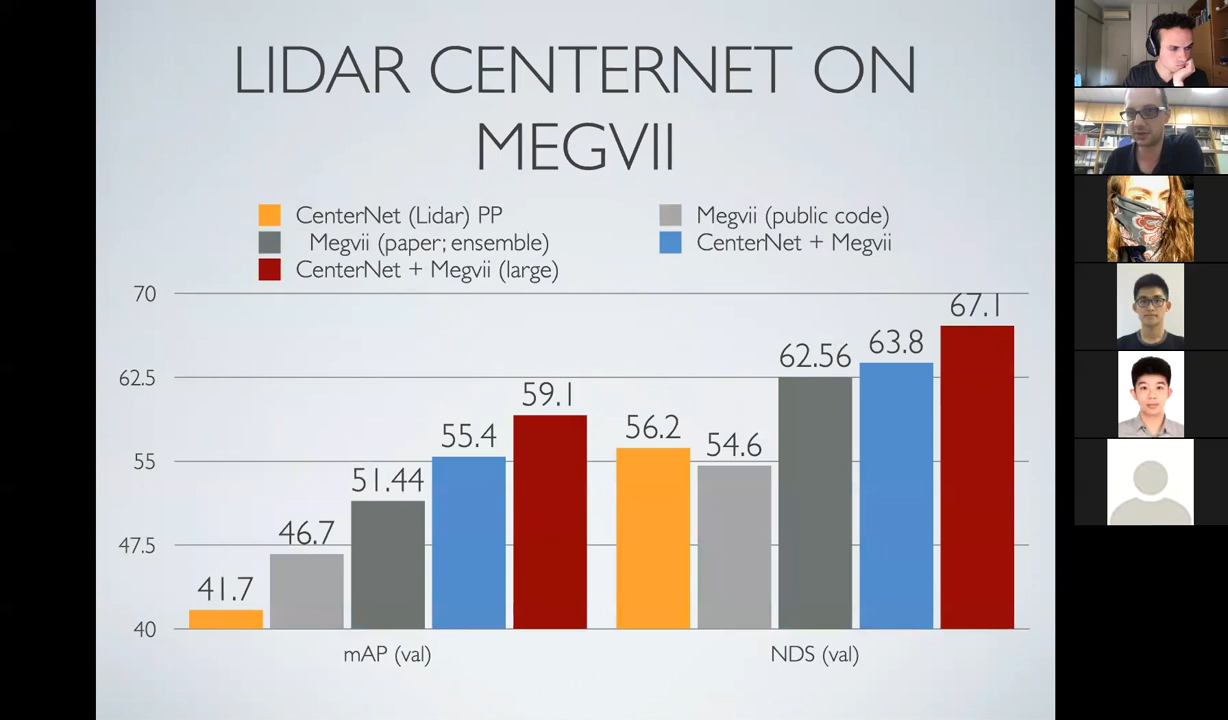 LIDAR CENTERNET ON
MEGVII
CenterNet (Lidar) PP
Megvii (public code)
Megvii (paper; ensemble)
CenterNet + Megvii
CenterNet + Megvii (large)
70
62.5
55
47.5
40
41.7
46.7
51.44
55.4
59.1
56.2
54.6
62.56
63.8
67.1
mAP (val)
NDS (val)